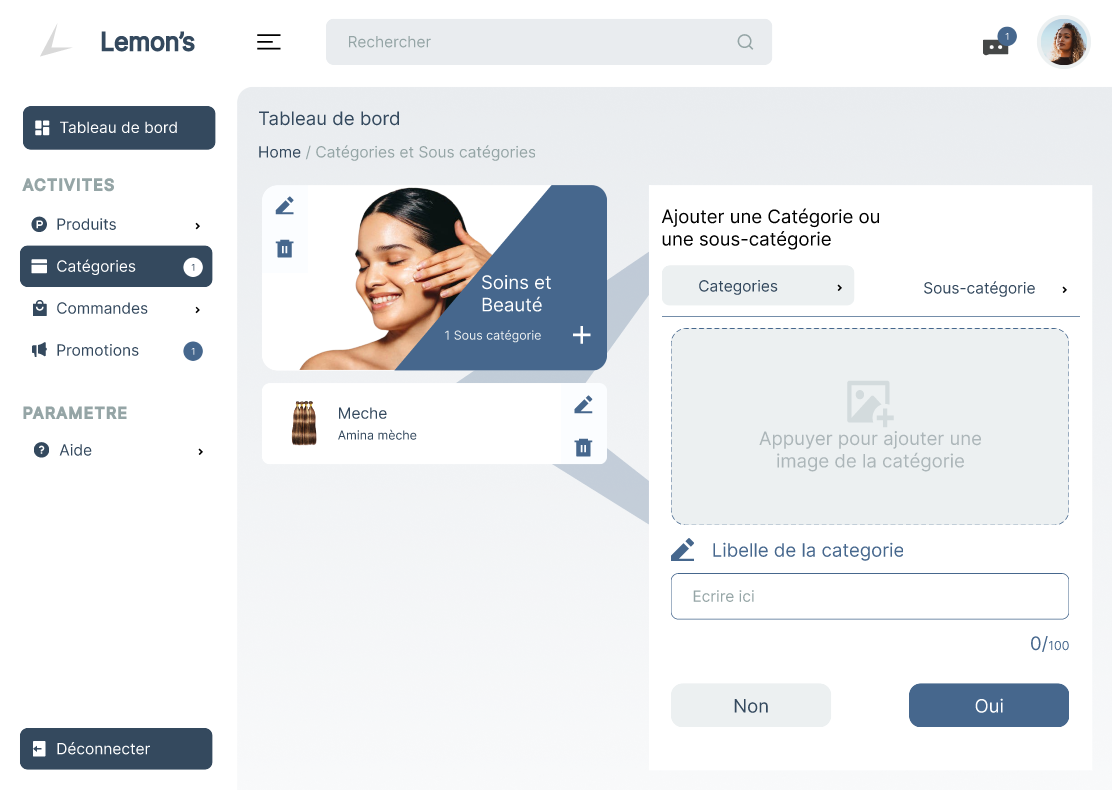 Lemon's
Rechercher
1
Tableau de bord
ACTIVITES
P Produits
Catégories 1
Commandes
Promotions 1
PARAMETRE
? Aide
Déconnecter
Tableau de bord
Home / Catégories et Sous catégories
Soins et
Beauté
1 Sous catégorie
Meche
Amina mèche
Ajouter une Catégorie ou
une sous-catégorie
Categories
Sous-catégorie
Appuyer pour ajouter une
image de la catégorie
Libelle de la categorie
Ecrire ici
0/100
Non
Oui